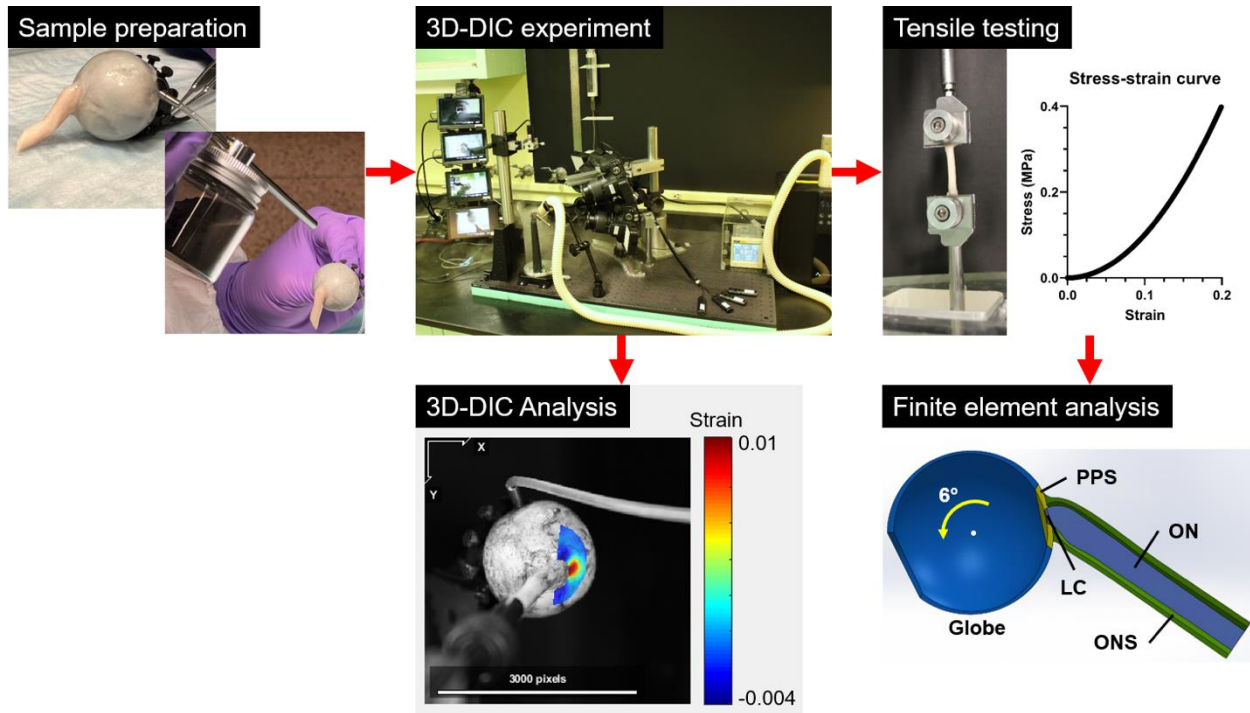 Sample preparation
3D-DIC experiment
Tensile testing
Stress-strain curve
0.4
0.2
0.0
Stress (MPa)
0.0
0.1
0.2
Strain
3D-DIC Analysis
Strain
0.01
-0.004
X
Y
3000 pixels
Finite element analysis
6°
PPS
ON
LC
Globe
ONS